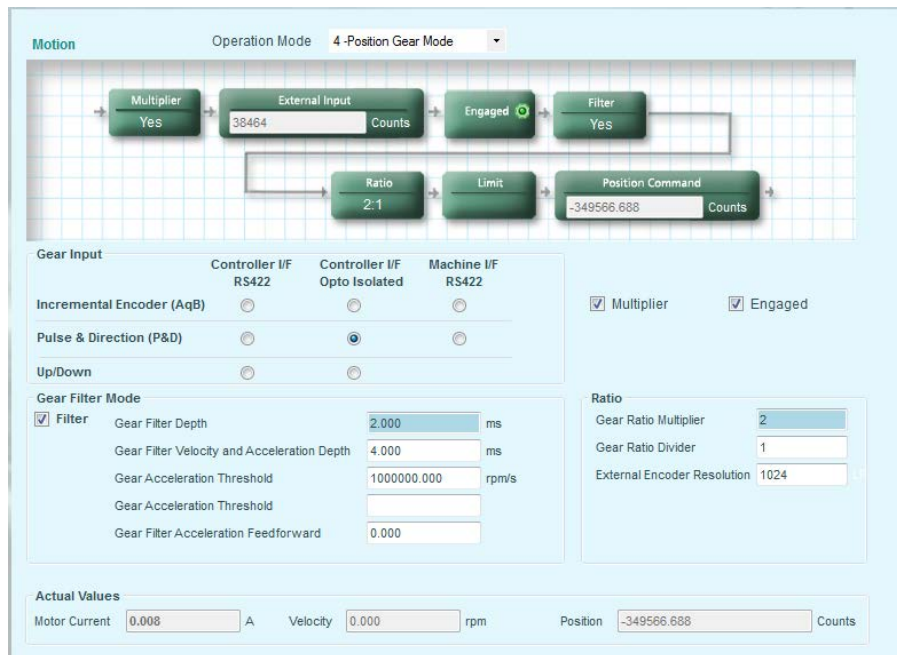 Motion Operation Mode 4 -Position Gear Mode
Multiplier External Input Engaged Filter
Yes 38464 Counts Yes
Ratio Limit Position Command
2:1 -349566.688 Counts
Gear Input
Controller I/F Controller I/F Machine I/F
RS422 Opto Isolated RS422
Incremental Encoder (AqB) Multiplier Engaged
Pulse & Direction (P&D)
Up/Down
Gear Filter Mode Ratio
Filter Gear Filter Depth 2.000 ms Gear Ratio Multiplier 2
Gear Filter Velocity and Acceleration Depth 4.000 ms Gear Ratio Divider 1
Gear Acceleration Threshold 1000000.000 rpm/s External Encoder Resolution 1024
Gear Acceleration Threshold
Gear Filter Acceleration Feedforward 0.000
Actual Values
Motor Current 0.008 A Velocity 0.000 rpm Position -349566.688 Counts